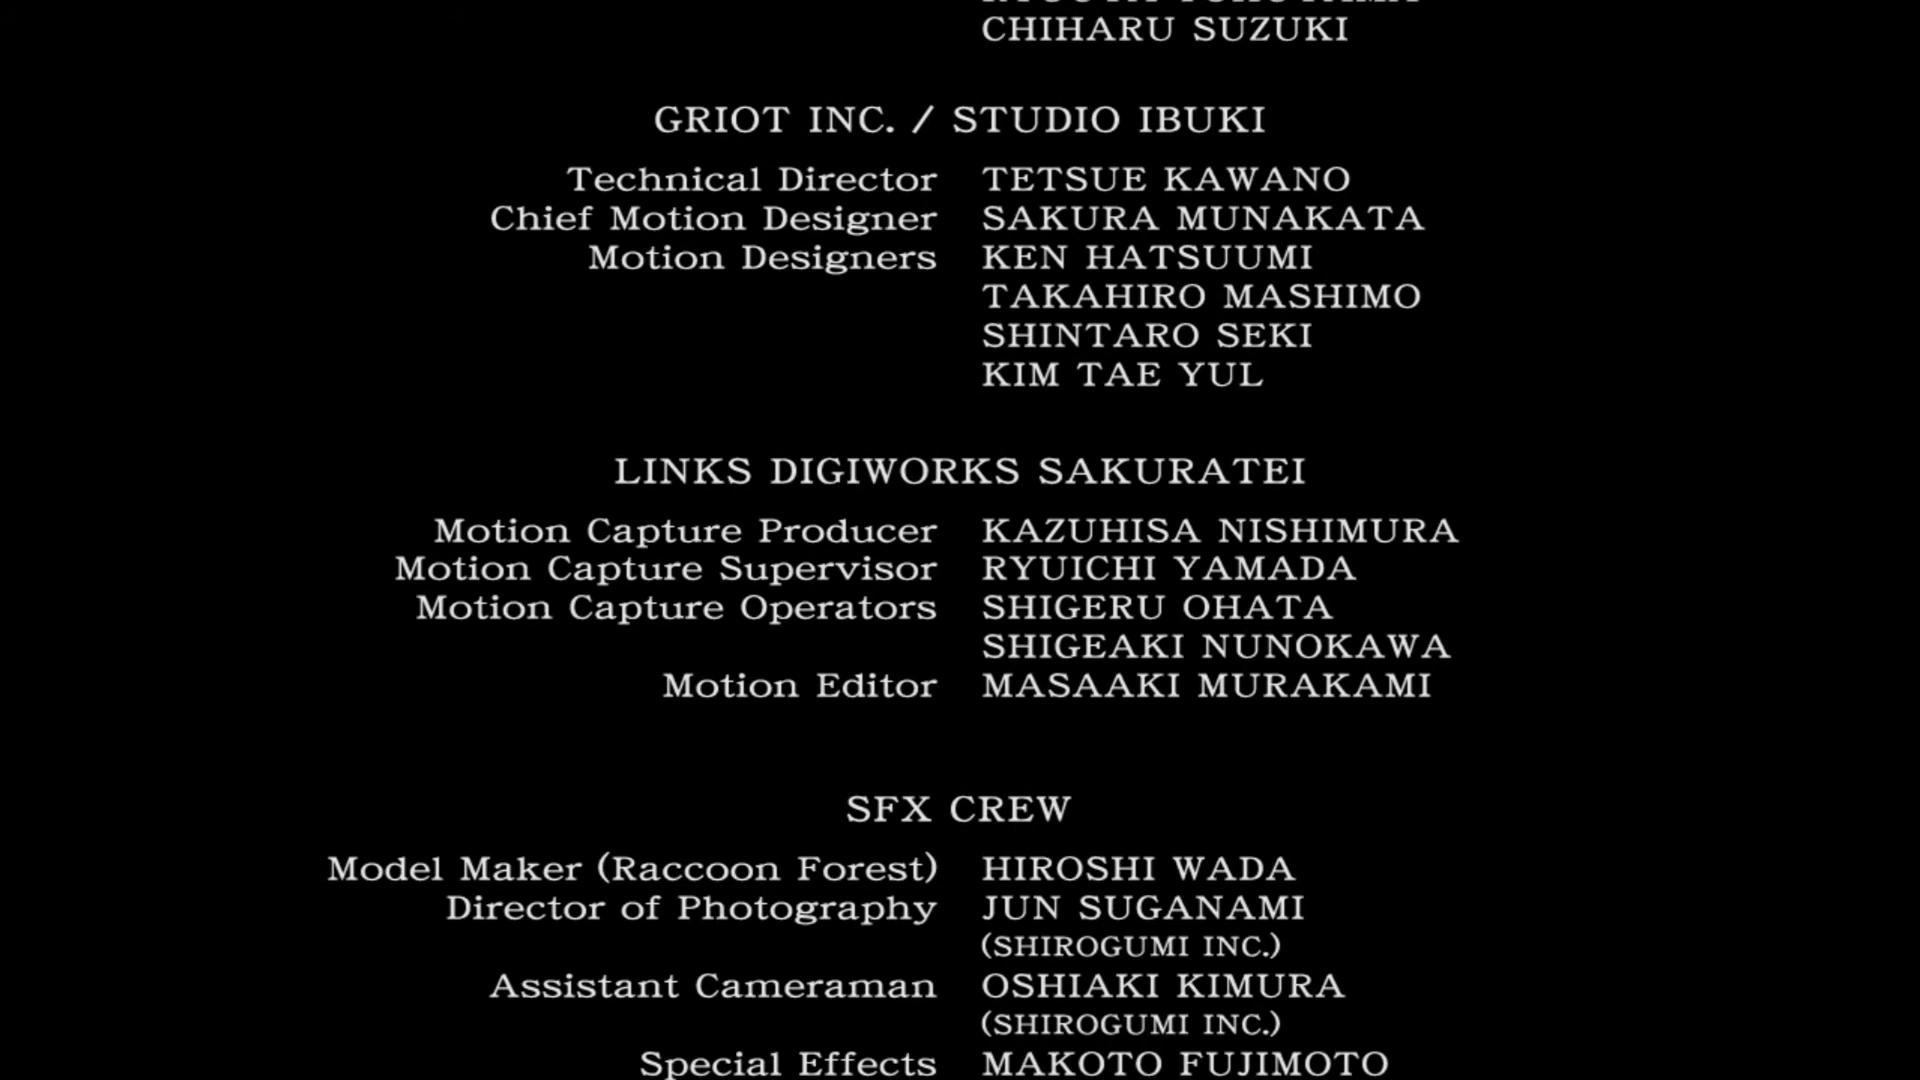 CHIHARU SUZUKI
GRIOT INC. / STUDIO IBUKI
Technical Director TETSUE KAWANO
Chief Motion Designer SAKURA MUNAKATA
Motion Designers KEN HATSUUMI
TAKAHIRO MASHIMO
SHINTARO SEKI
KIM TAE YUL
LINKS DIGIWORKS SAKURATEI
Motion Capture Producer KAZUHISA NISHIMURA
Motion Capture Supervisor RYUICHI YAMADA
Motion Capture Operators SHIGERU OHATA
SHIGEAKI NUNOKAWA
Motion Editor MASAAKI MURAKAMI
SFX CREW
Model Maker (Raccoon Forest) HIROSHI WADA
Director of Photography JUN SUGANAMI
(SHIROGUMI INC.)
Assistant Cameraman OSHIAKI KIMURA
(SHIROGUMI INC.)
Special Effects MAKOTO FUJIMOTO